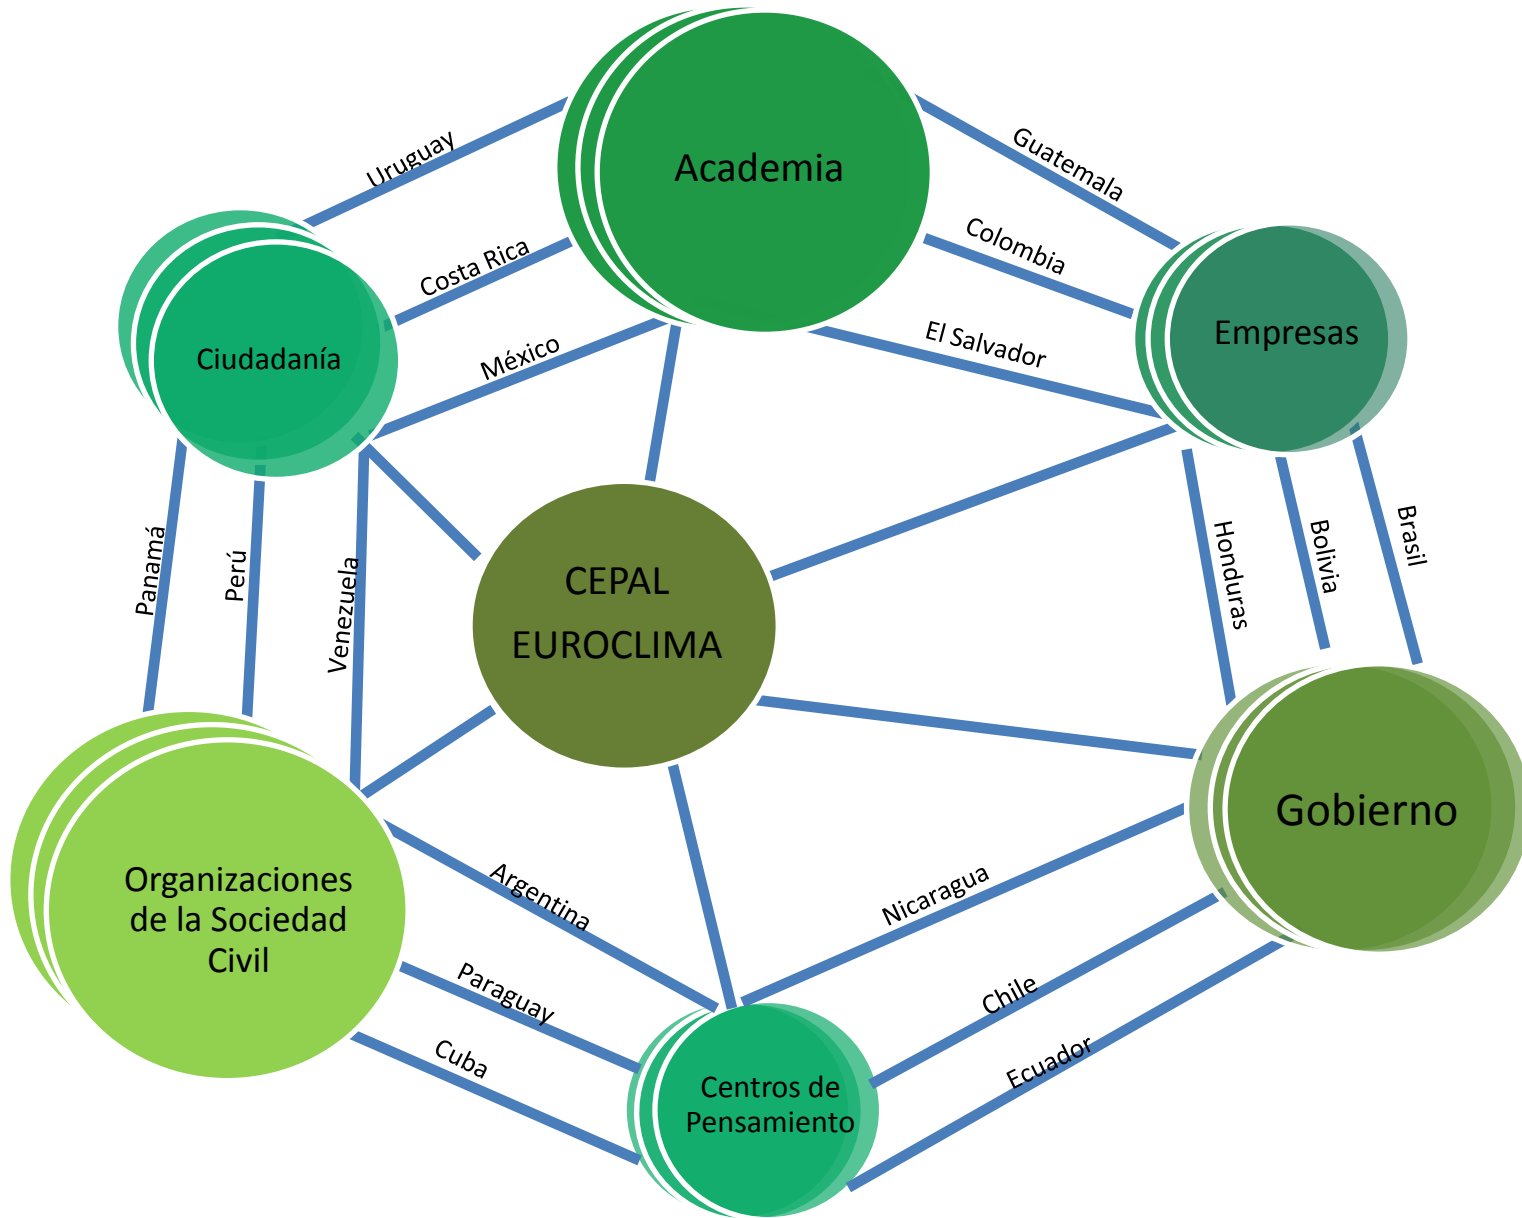 Academia
Uruguay
Guatemala
Costa Rica
Colombia
México
El Salvador
Ciudadanía
Empresas
CEPAL
EUROCLIMA
Panamá
Perú
Venezuela
Honduras
Bolivia
Brasil
Gobierno
Organizaciones
de la Sociedad
Civil
Argentina
Nicaragua
Paraguay
Chile
Cuba
Ecuador
Centros de
Pensamiento